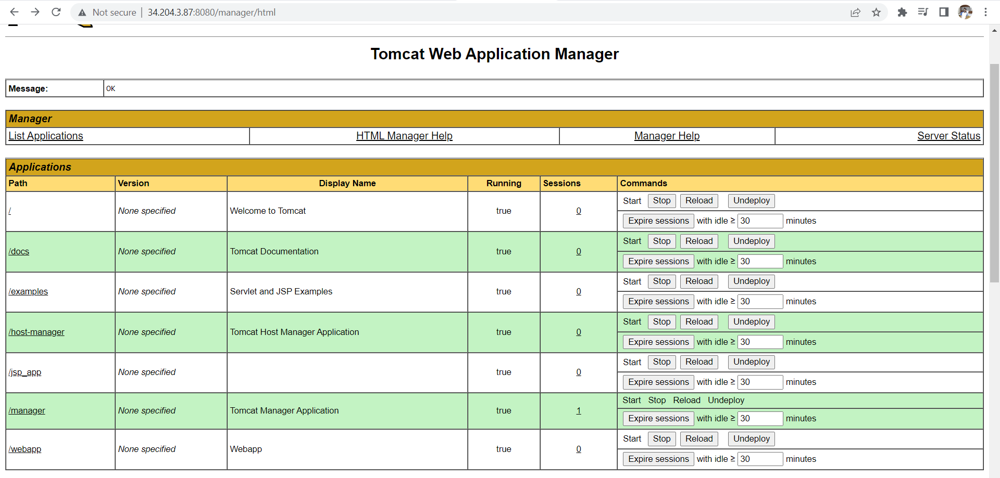 Not secure | 34.204.3.87:8080/manager/html
Tomcat Web Application Manager
Message: OK
Manager
List Applications HTML Manager Help Manager Help Server Status
Applications
Path Version Display Name Running Sessions Commands
Start Stop Reload Undeploy
/ None specified Welcome to Tomcat true 0
Expire sessions with idle ≥ 30 minutes
Start Stop Reload Undeploy
/docs None specified Tomcat Documentation true 0
Expire sessions with idle ≥ 30 minutes
Start Stop Reload Undeploy
/examples None specified Servlet and JSP Examples true 0
Expire sessions with idle ≥ 30 minutes
Start Stop Reload Undeploy
/host-manager None specified Tomcat Host Manager Application true 0
Expire sessions with idle ≥ 30 minutes
Start Stop Reload Undeploy
/jsp_app None specified true 0
Expire sessions with idle ≥ 30 minutes
Start Stop Reload Undeploy
/manager None specified Tomcat Manager Application true 1
Expire sessions with idle ≥ 30 minutes
Start Stop Reload Undeploy
/webapp None specified Webapp true 0
Expire sessions with idle ≥ 30 minutes